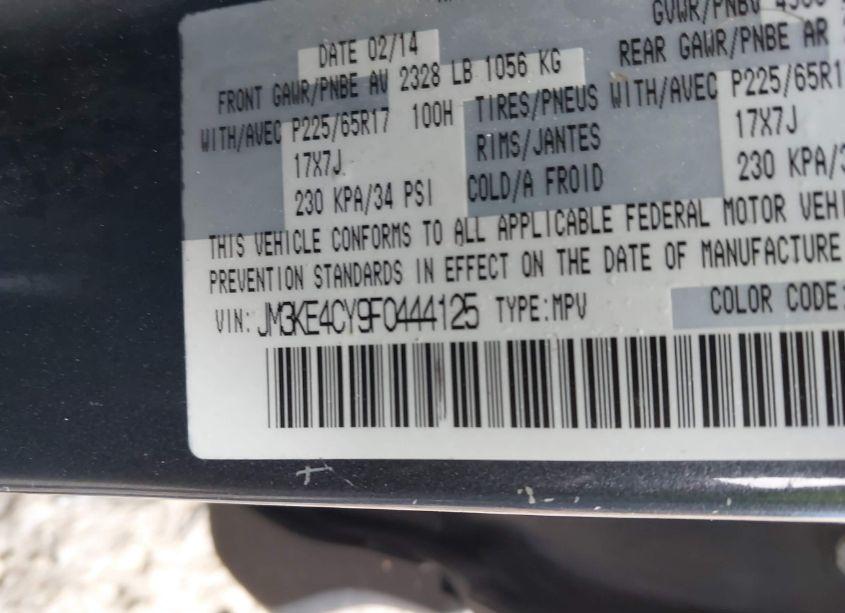 GVWR/PNBV
DATE 02/14
FRONT GAWR/PNBE AV 2328 LB 1056 KG REAR GAWR/PNBE AR
WITH/AVEC P225/65R17 100H TIRES/PNEUS WITH/AVEC P225/65R17
17X7J RIMS/JANTES 17X7J
230 KPA/34 PSI COLD/A FROID 230 KPA/3
THIS VEHICLE CONFORMS TO ALL APPLICABLE FEDERAL MOTOR VEHI
PREVENTION STANDARDS IN EFFECT ON THE DATE OF MANUFACTURE
VIN: JM3KE4CY9F0444125 TYPE:MPV COLOR CODE: